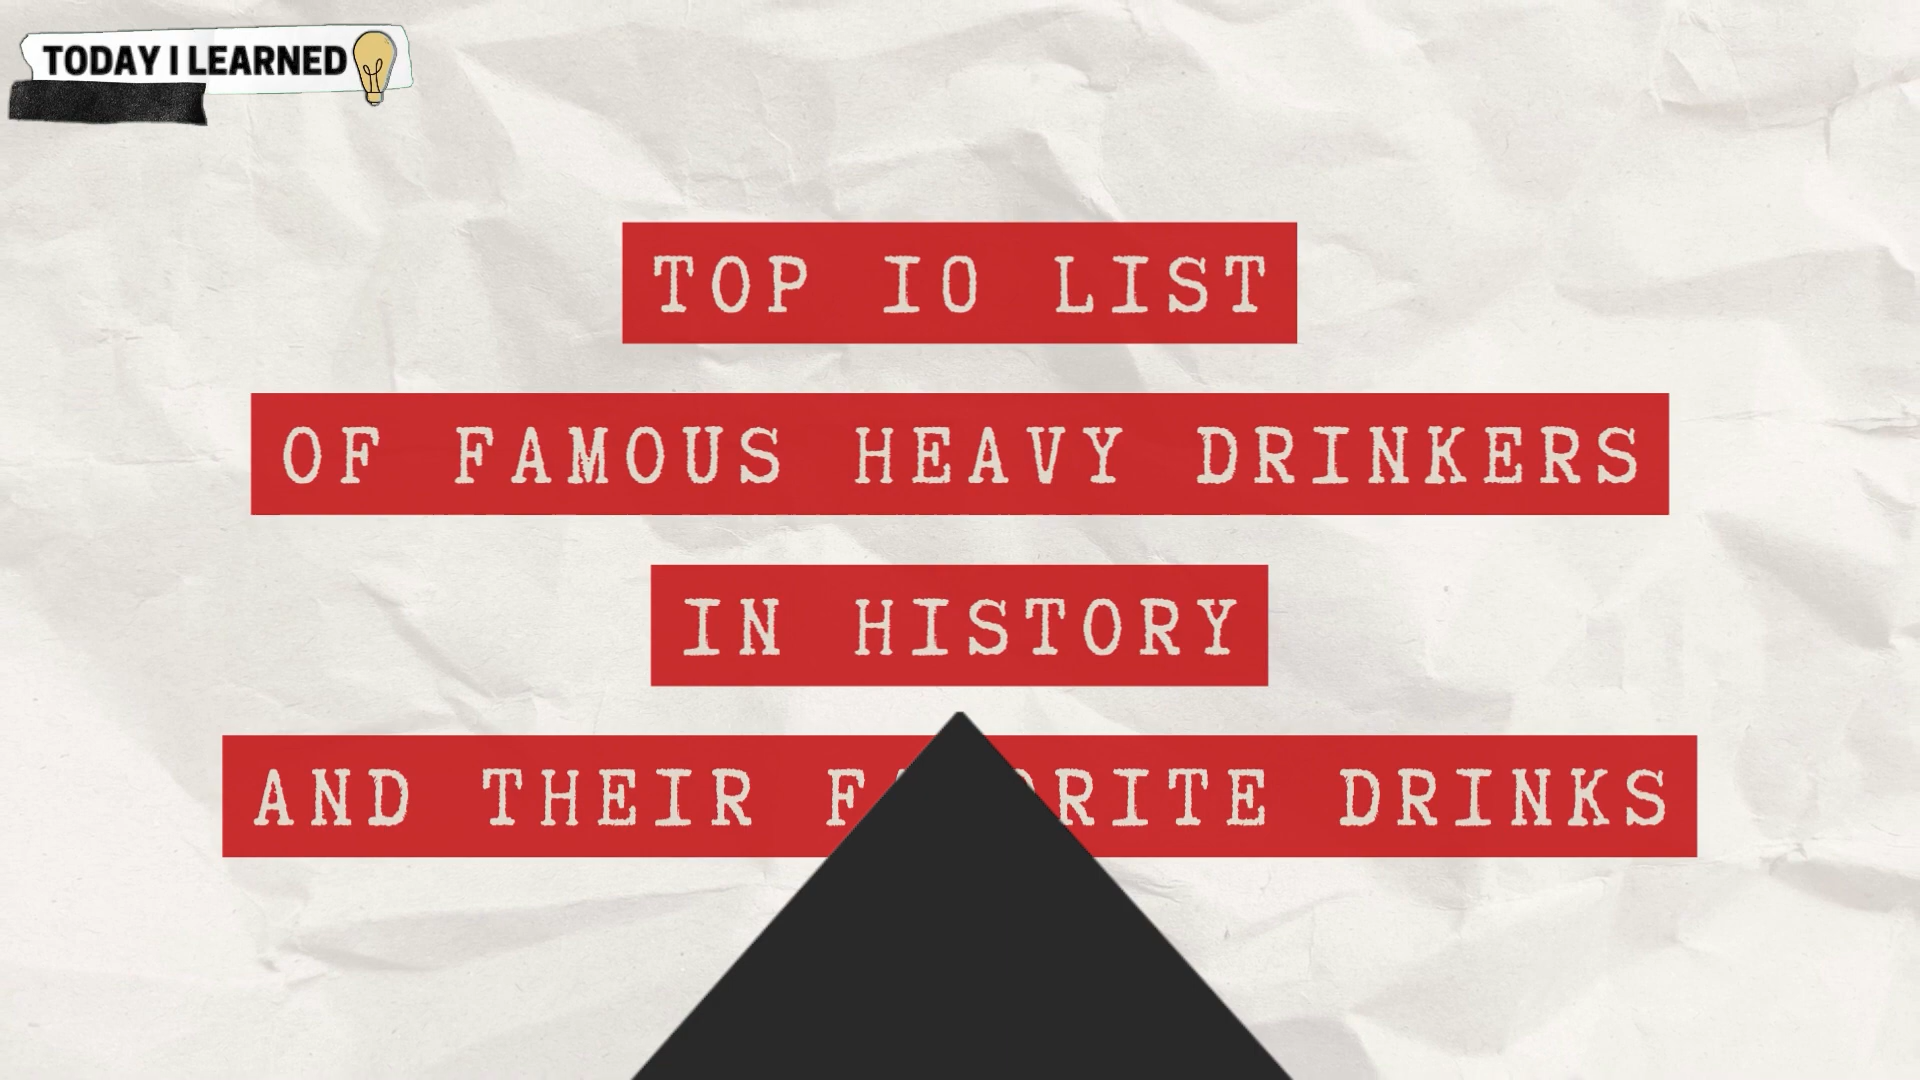 TODAY I LEARNED
TOP 10 LIST
OF FAMOUS HEAVY DRINKERS
IN HISTORY
AND THEIR DRINKS